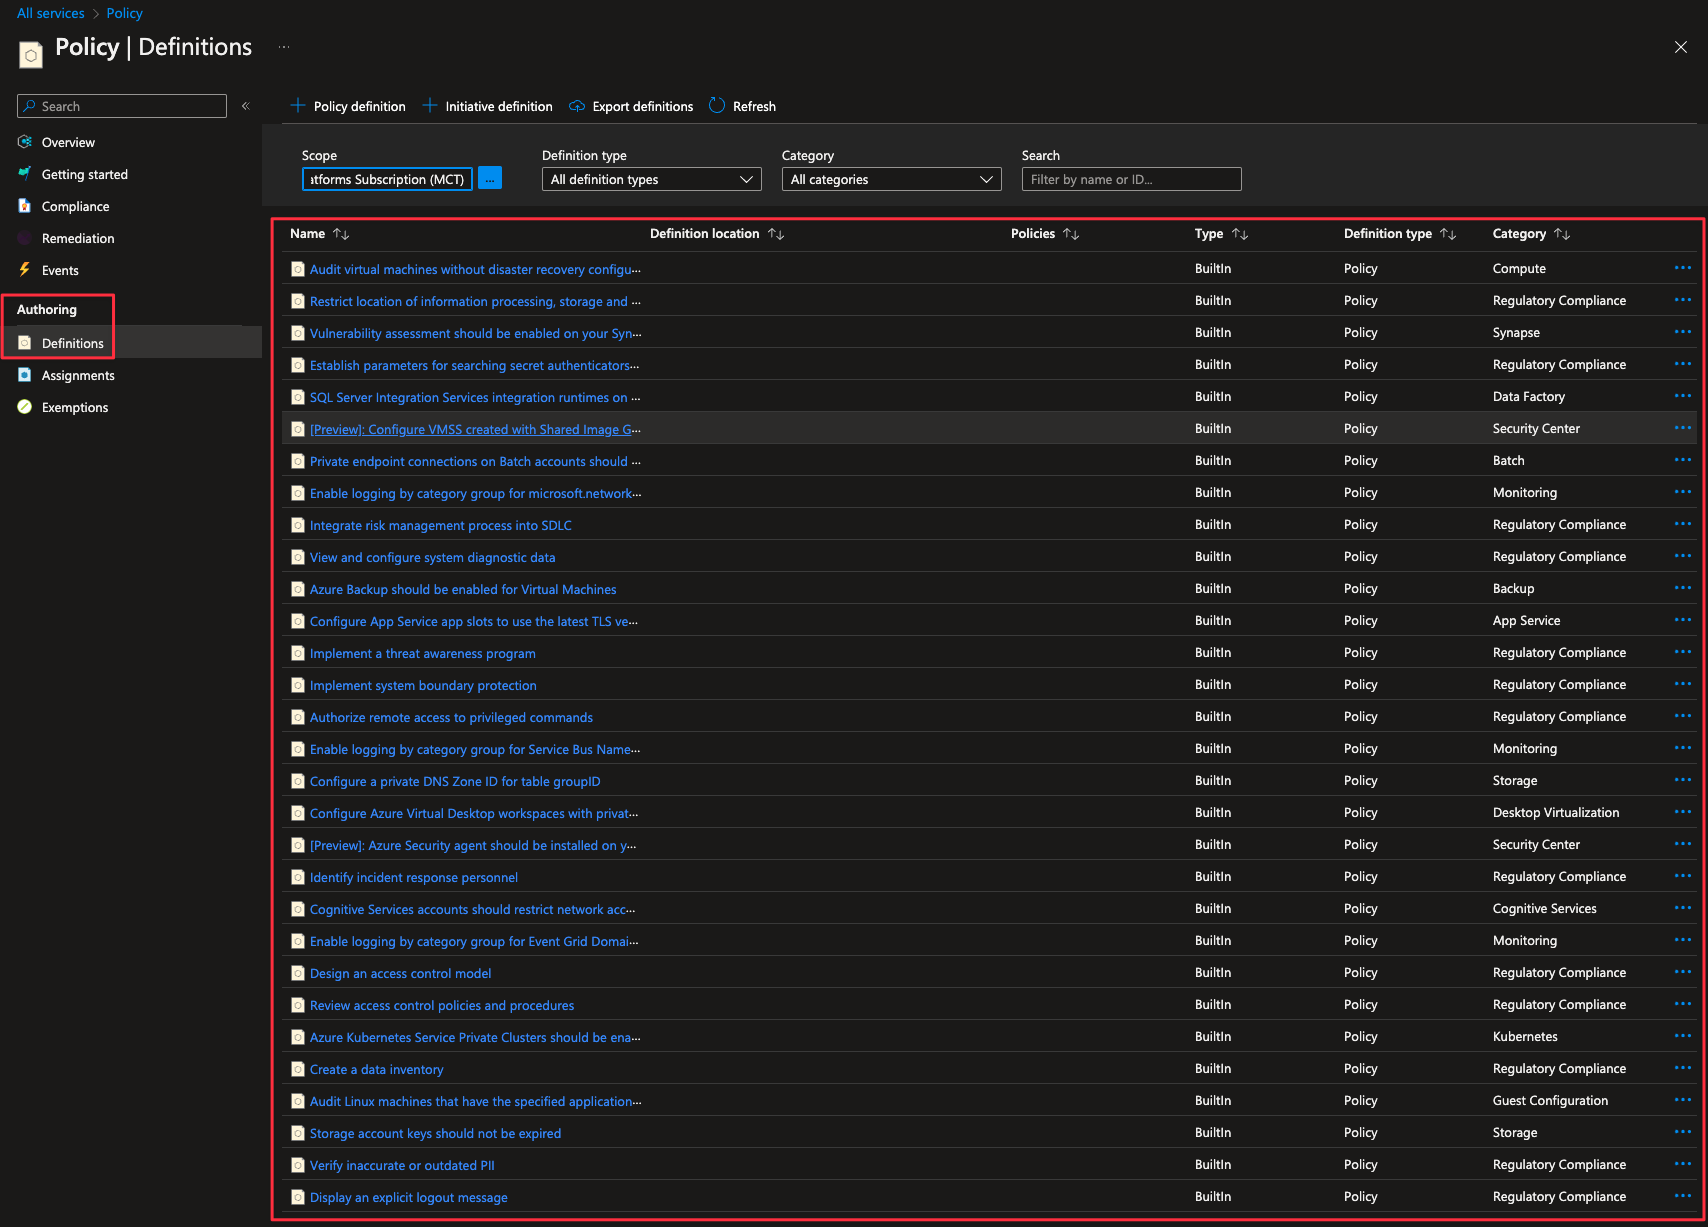 All services > Policy
Policy | Definitions ...
Search «
Overview
Getting started
Compliance
Remediation
Events
Authoring
Definitions
Assignments
Exemptions
+ Policy definition + Initiative definition Export definitions Refresh
Scope Definition type Category Search
atforms Subscription (MCT) ... All definition types All categories Filter by name or ID...
Name ↑↓ Definition location ↑↓ Policies ↑↓ Type ↑↓ Definition type ↑↓ Category ↑↓
Audit virtual machines without disaster recovery configu... BuiltIn Policy Compute ...
Restrict location of information processing, storage and ... BuiltIn Policy Regulatory Compliance ...
Vulnerability assessment should be enabled on your Syn... BuiltIn Policy Synapse ...
Establish parameters for searching secret authenticators... BuiltIn Policy Regulatory Compliance ...
SQL Server Integration Services integration runtimes on ... BuiltIn Policy Data Factory ...
[Preview]: Configure VMSS created with Shared Image G... BuiltIn Policy Security Center ...
Private endpoint connections on Batch accounts should ... BuiltIn Policy Batch ...
Enable logging by category group for microsoft.network... BuiltIn Policy Monitoring ...
Integrate risk management process into SDLC BuiltIn Policy Regulatory Compliance ...
View and configure system diagnostic data BuiltIn Policy Regulatory Compliance ...
Azure Backup should be enabled for Virtual Machines BuiltIn Policy Backup ...
Configure App Service app slots to use the latest TLS ve... BuiltIn Policy App Service ...
Implement a threat awareness program BuiltIn Policy Regulatory Compliance ...
Implement system boundary protection BuiltIn Policy Regulatory Compliance ...
Authorize remote access to privileged commands BuiltIn Policy Regulatory Compliance ...
Enable logging by category group for Service Bus Name... BuiltIn Policy Monitoring ...
Configure a private DNS Zone ID for table groupID BuiltIn Policy Storage ...
Configure Azure Virtual Desktop workspaces with privat... BuiltIn Policy Desktop Virtualization ...
[Preview]: Azure Security agent should be installed on y... BuiltIn Policy Security Center ...
Identify incident response personnel BuiltIn Policy Regulatory Compliance ...
Cognitive Services accounts should restrict network acc... BuiltIn Policy Cognitive Services ...
Enable logging by category group for Event Grid Domai... BuiltIn Policy Monitoring ...
Design an access control model BuiltIn Policy Regulatory Compliance ...
Review access control policies and procedures BuiltIn Policy Regulatory Compliance ...
Azure Kubernetes Service Private Clusters should be ena... BuiltIn Policy Kubernetes ...
Create a data inventory BuiltIn Policy Regulatory Compliance ...
Audit Linux machines that have the specified application... BuiltIn Policy Guest Configuration ...
Storage account keys should not be expired BuiltIn Policy Storage ...
Verify inaccurate or outdated PII BuiltIn Policy Regulatory Compliance ...
Display an explicit logout message BuiltIn Policy Regulatory Compliance ...